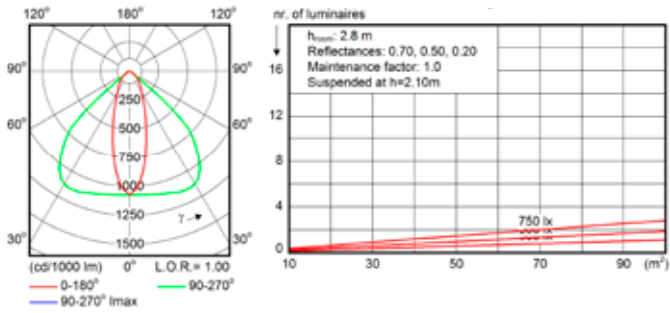 120° 180° 120°
90° 90°
250
60° 500 60°
750
1000
1250
γ
30° 1500 30°
(cd/1000 lm) 0° L.O.R.= 1.00
0-180° 90-270°
90-270° Imax
nr. of luminaires
hroom: 2.8 m
Reflectances: 0.70, 0.50, 0.20
Maintenance factor: 1.0
Suspended at h=2.10m
16
12
8
4
750 lx
0
10 30 50 70 90 (m²)